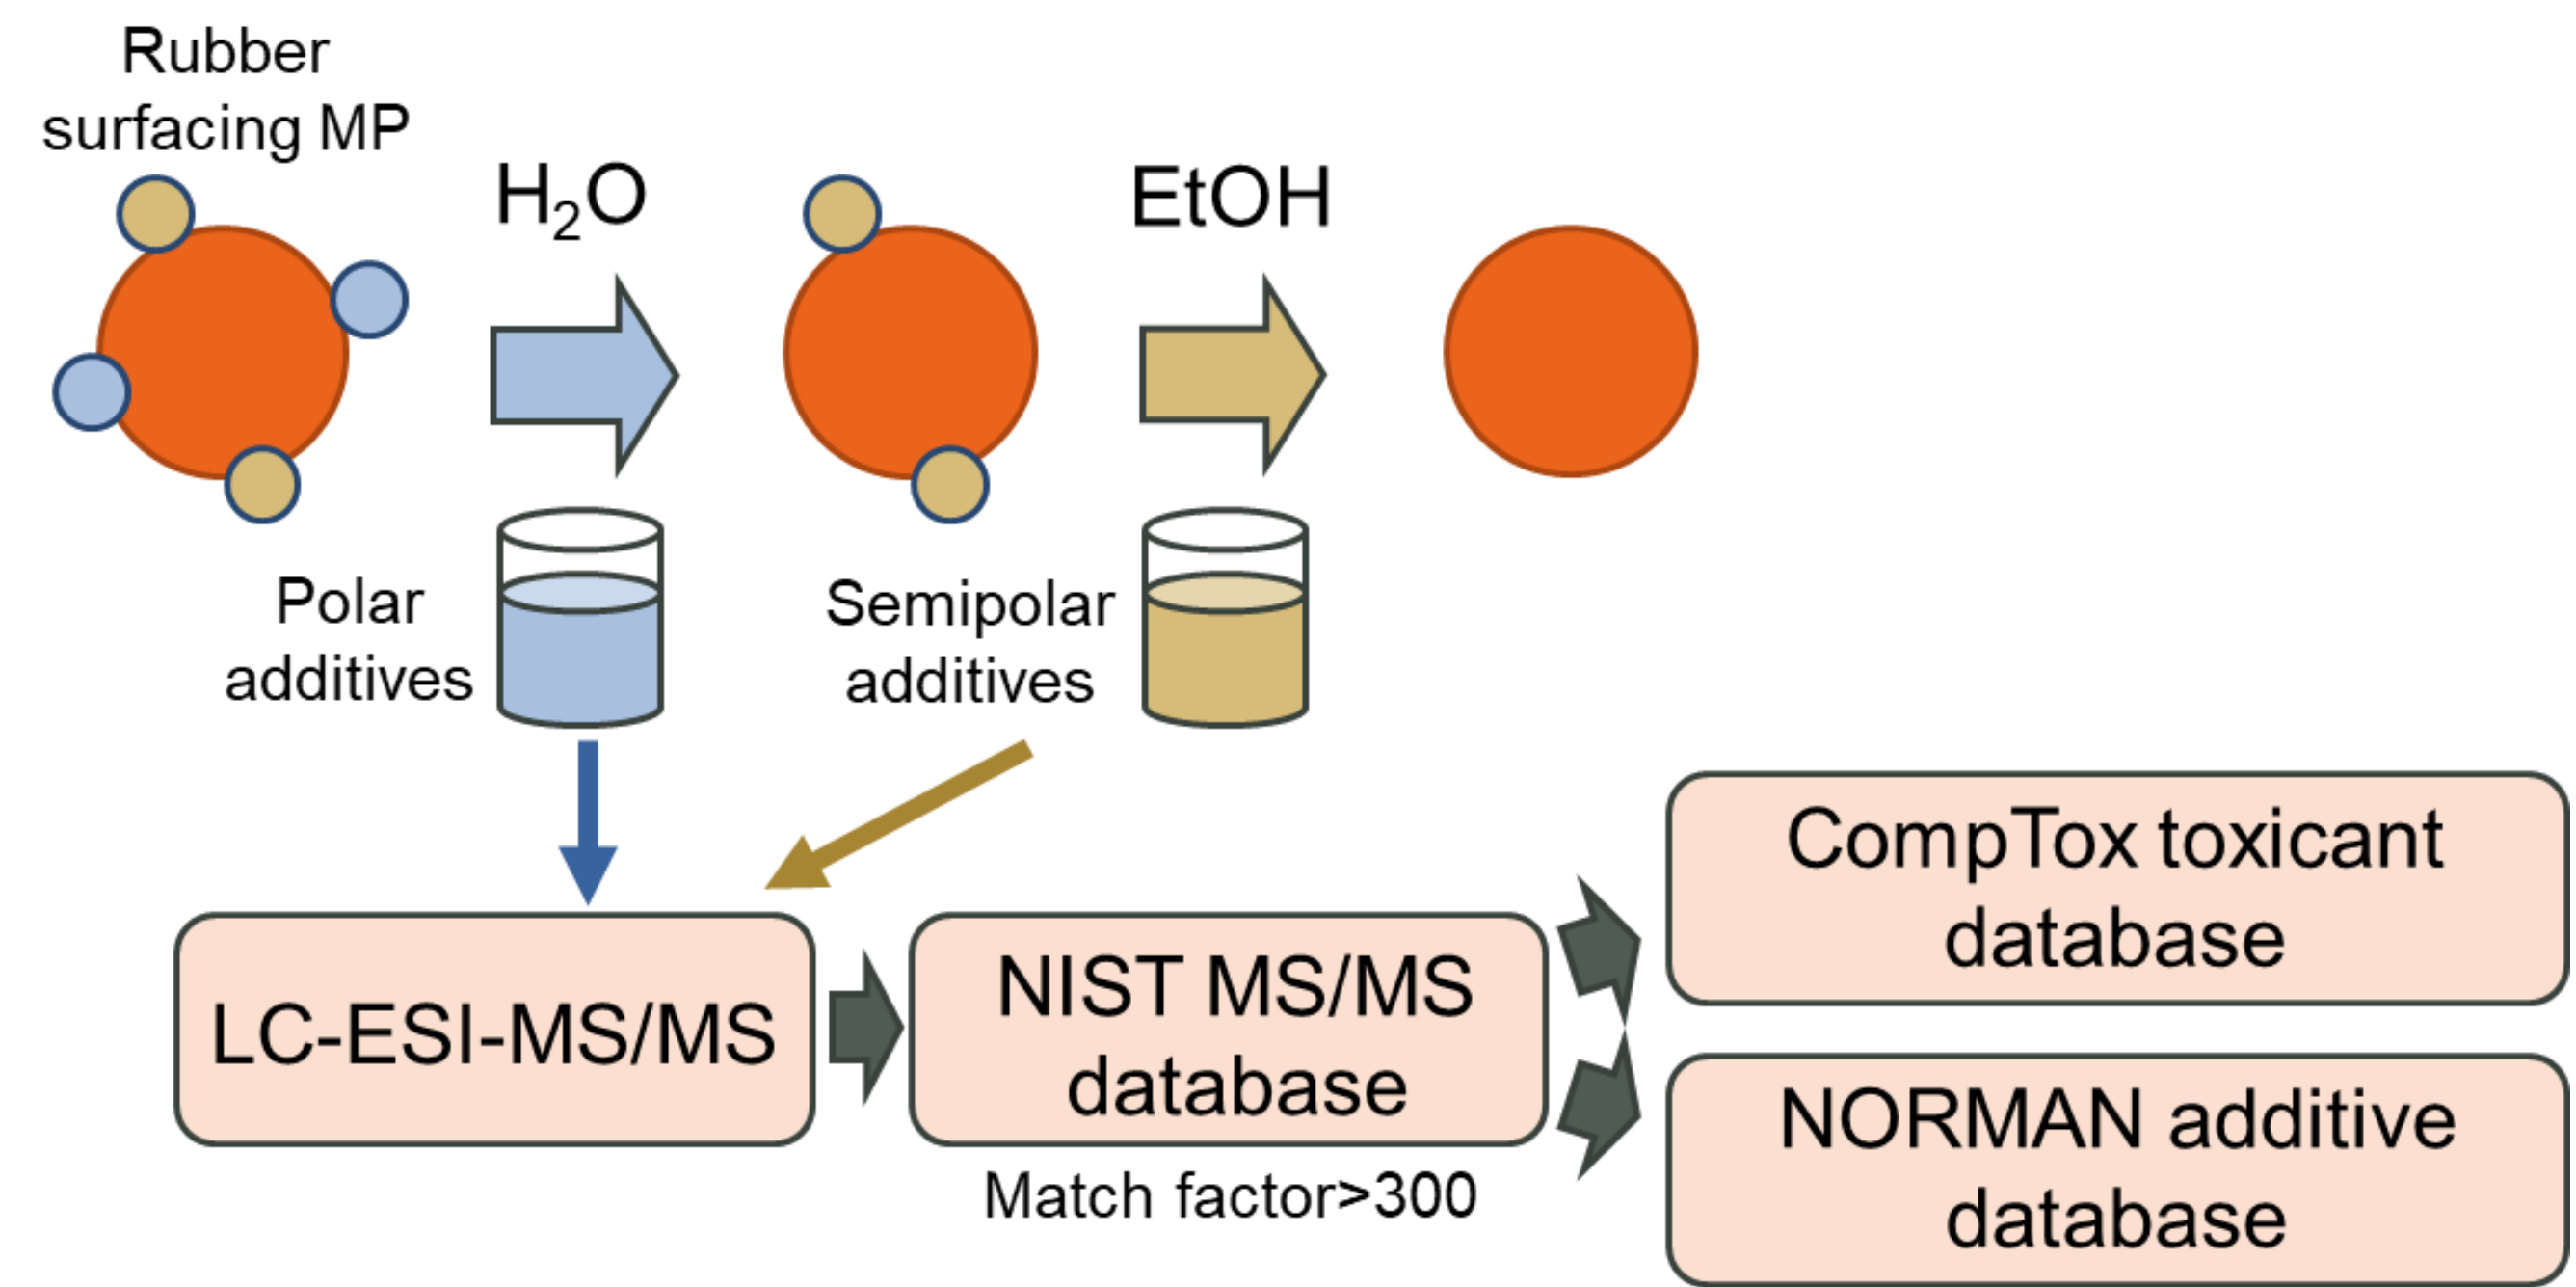 Rubber
surfacing MP
H₂O
EtOH
Polar
additives
Semipolar
additives
LC-ESI-MS/MS
NIST MS/MS
database
Match factor>300
CompTox toxicant
database
NORMAN additive
database